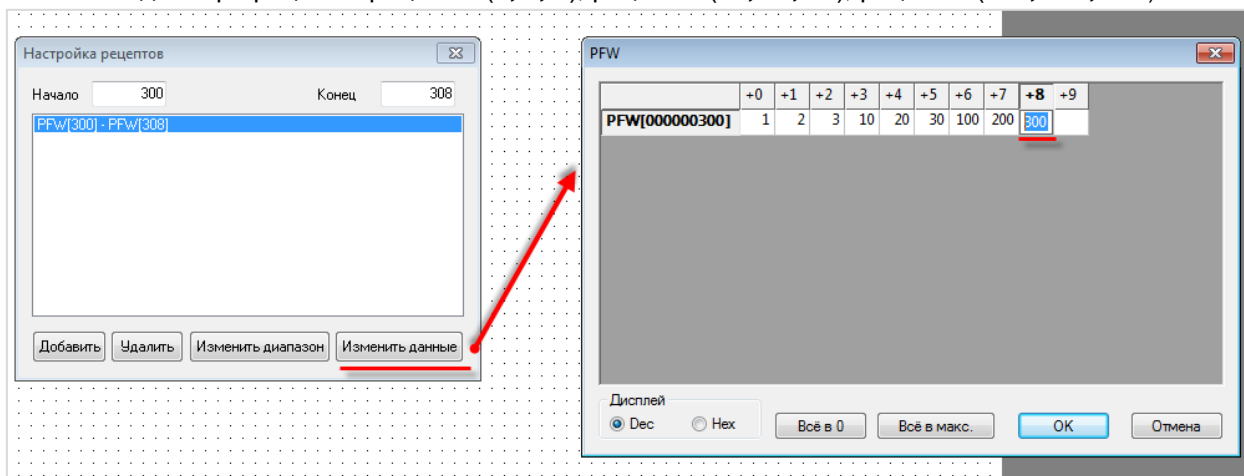 Настройка рецептов
Начало 300 Конец 308
PFW[300] - PFW[308]
Добавить Удалить Изменить диапазон Изменить данные
PFW
+0 +1 +2 +3 +4 +5 +6 +7 +8 +9
PFW[000000300] 1 2 3 10 20 30 100 200 300
Дисплей
Dec Hex Всё в 0 Всё в макс. OK Отмена